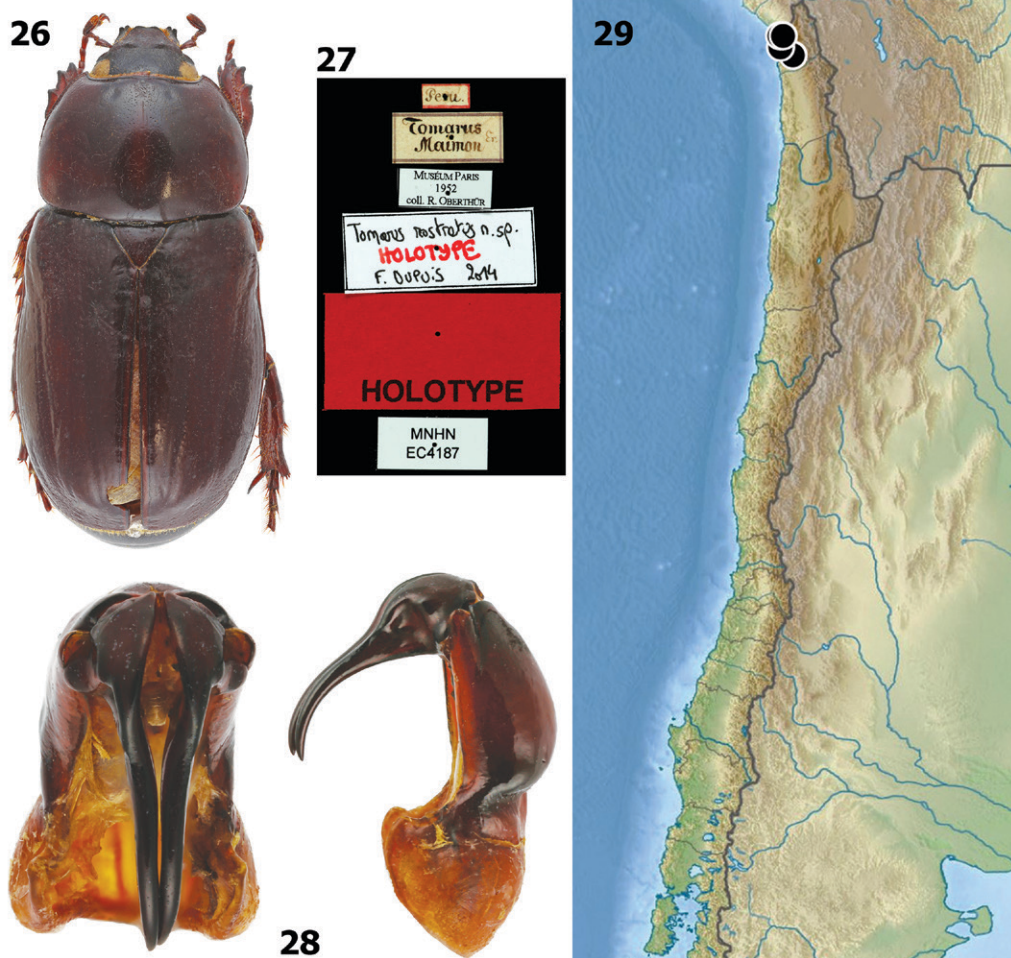 26
27
Peru.
Tomarus
Maimon Er.
MUSÉUM PARIS
1952
coll. R. OBERTHÜR
Tomarus rostratus n.sp.
HOLOTYPE
F. DUPUIS 2014
HOLOTYPE
MNHN
EC4187
28
29